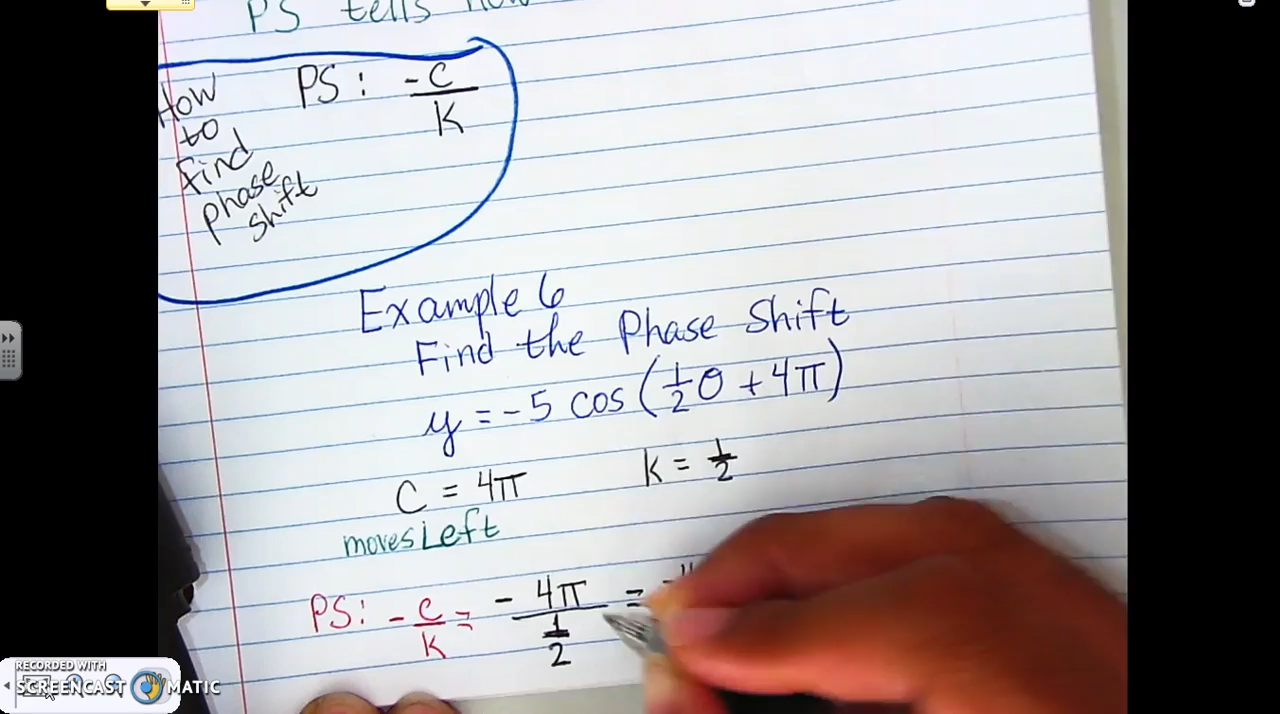 PS tells how
How
to
find
phase
shift
PS: -c/k
Example 6
Find the Phase Shift
y = -5 cos (1/2θ + 4π)
C = 4π k = 1/2
moves Left
PS: -c/k = -4π/(1/2) =
RECORDED WITH
SCREENCAST MATIC